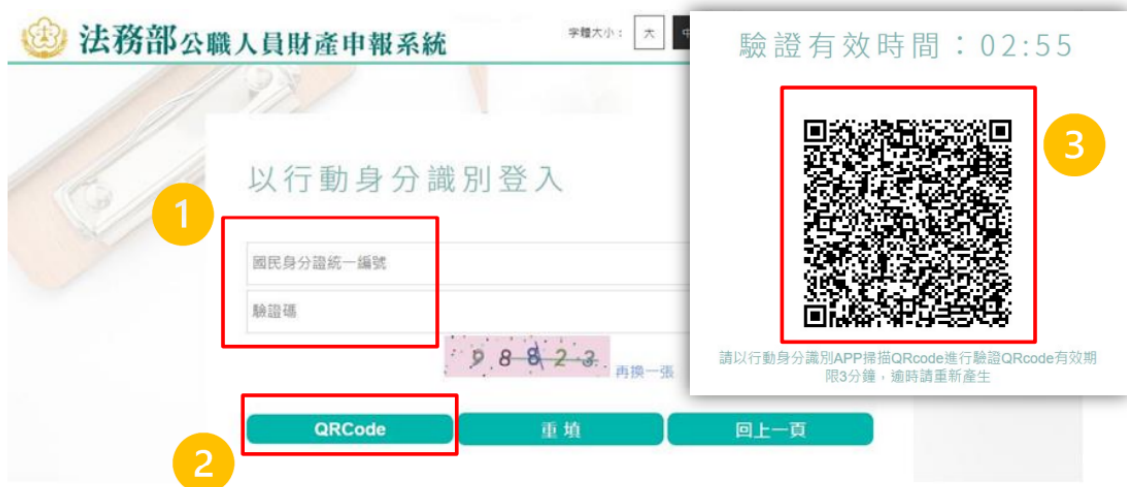 法務部公職人員財產申報系統
字體大小：
大
中
驗證有效時間：02:55
3
以行動身分識別登入
1
國民身分證統一編號
驗證碼
98823
再換一張
請以行動身分識別APP掃描QRcode進行驗證QRcode有效期
限3分鐘，逾時請重新產生
QRCode
重填
回上一頁
2